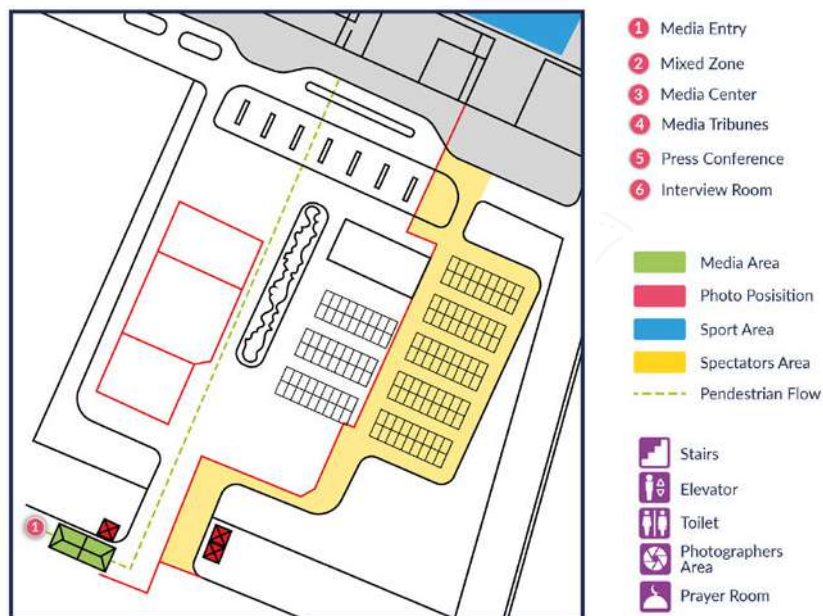 1 Media Entry
2 Mixed Zone
3 Media Center
4 Media Tribunes
5 Press Conference
6 Interview Room
Media Area
Photo Posisition
Sport Area
Spectators Area
Pendestrian Flow
Stairs
Elevator
Toilet
Photographers
Area
Prayer Room
1